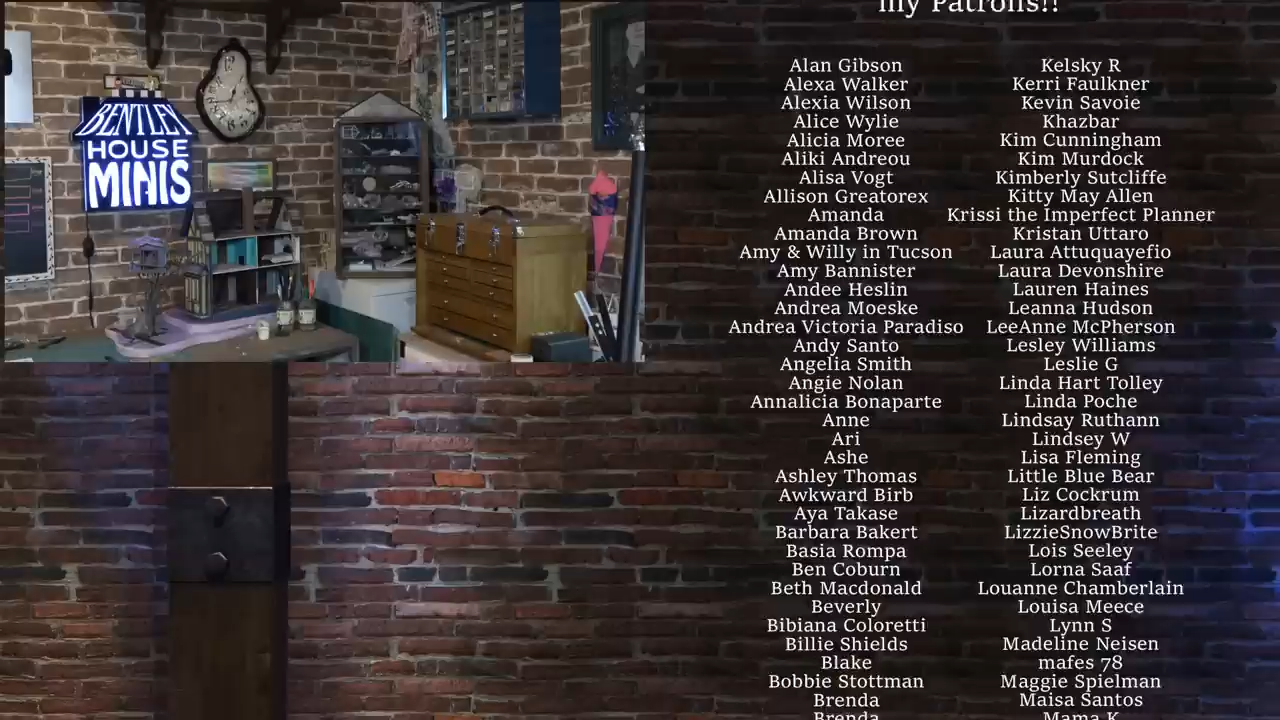 my Patrons!!
BENTLEY
HOUSE
MINIS
Alan Gibson
Alexa Walker
Alexia Wilson
Alice Wylie
Alicia Moree
Aliki Andreou
Alisa Vogt
Allison Greatorex
Amanda
Amanda Brown
Amy & Willy in Tucson
Amy Bannister
Andee Heslin
Andrea Moeske
Andrea Victoria Paradiso
Andy Santo
Angelia Smith
Angie Nolan
Annalicia Bonaparte
Anne
Ari
Ashe
Ashley Thomas
Awkward Birb
Aya Takase
Barbara Bakert
Basia Rompa
Ben Coburn
Beth Macdonald
Beverly
Bibiana Coloretti
Billie Shields
Blake
Bobbie Stottman
Brenda
Brenda
Kelsky R
Kerri Faulkner
Kevin Savoie
Khazbar
Kim Cunningham
Kim Murdock
Kimberly Sutcliffe
Kitty May Allen
Krissi the Imperfect Planner
Kristan Uttaro
Laura Attuquayefio
Laura Devonshire
Lauren Haines
Leanna Hudson
LeeAnne McPherson
Lesley Williams
Leslie G
Linda Hart Tolley
Linda Poche
Lindsay Ruthann
Lindsey W
Lisa Fleming
Little Blue Bear
Liz Cockrum
Lizardbreath
LizzieSnowBrite
Lois Seeley
Lorna Saaf
Louanne Chamberlain
Louisa Meece
Lynn S
Madeline Neisen
mafes 78
Maggie Spielman
Maisa Santos
Mama K